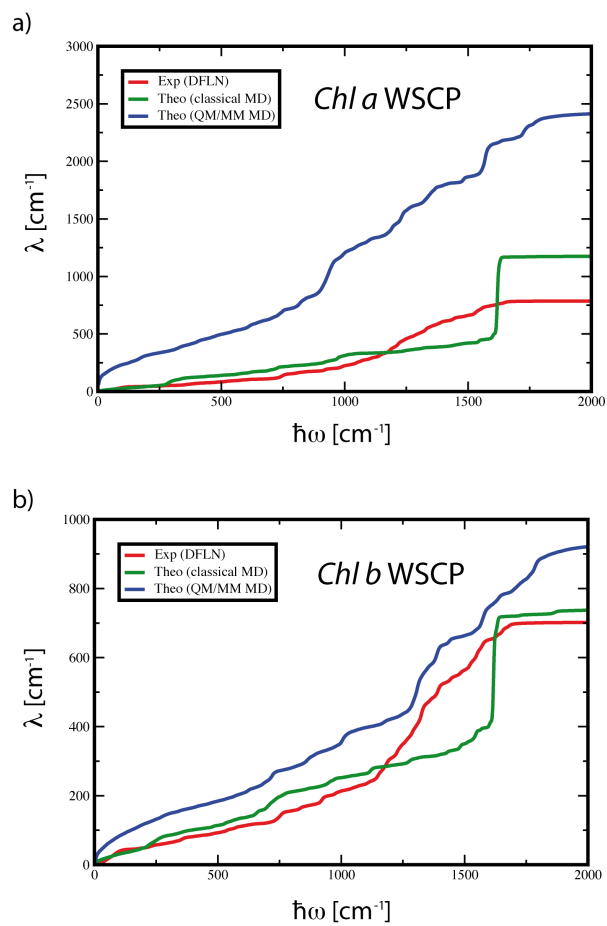 a)
3000
2500
2000
1500
1000
500
0
λ [cm⁻¹]
Exp (DFLN)
Theo (classical MD)
Theo (QM/MM MD)
Chl a WSCP
0 500 1000 1500 2000
ħω [cm⁻¹]
b)
1000
800
600
400
200
0
λ [cm⁻¹]
Exp (DFLN)
Theo (classical MD)
Theo (QM/MM MD)
Chl b WSCP
0 500 1000 1500 2000
ħω [cm⁻¹]